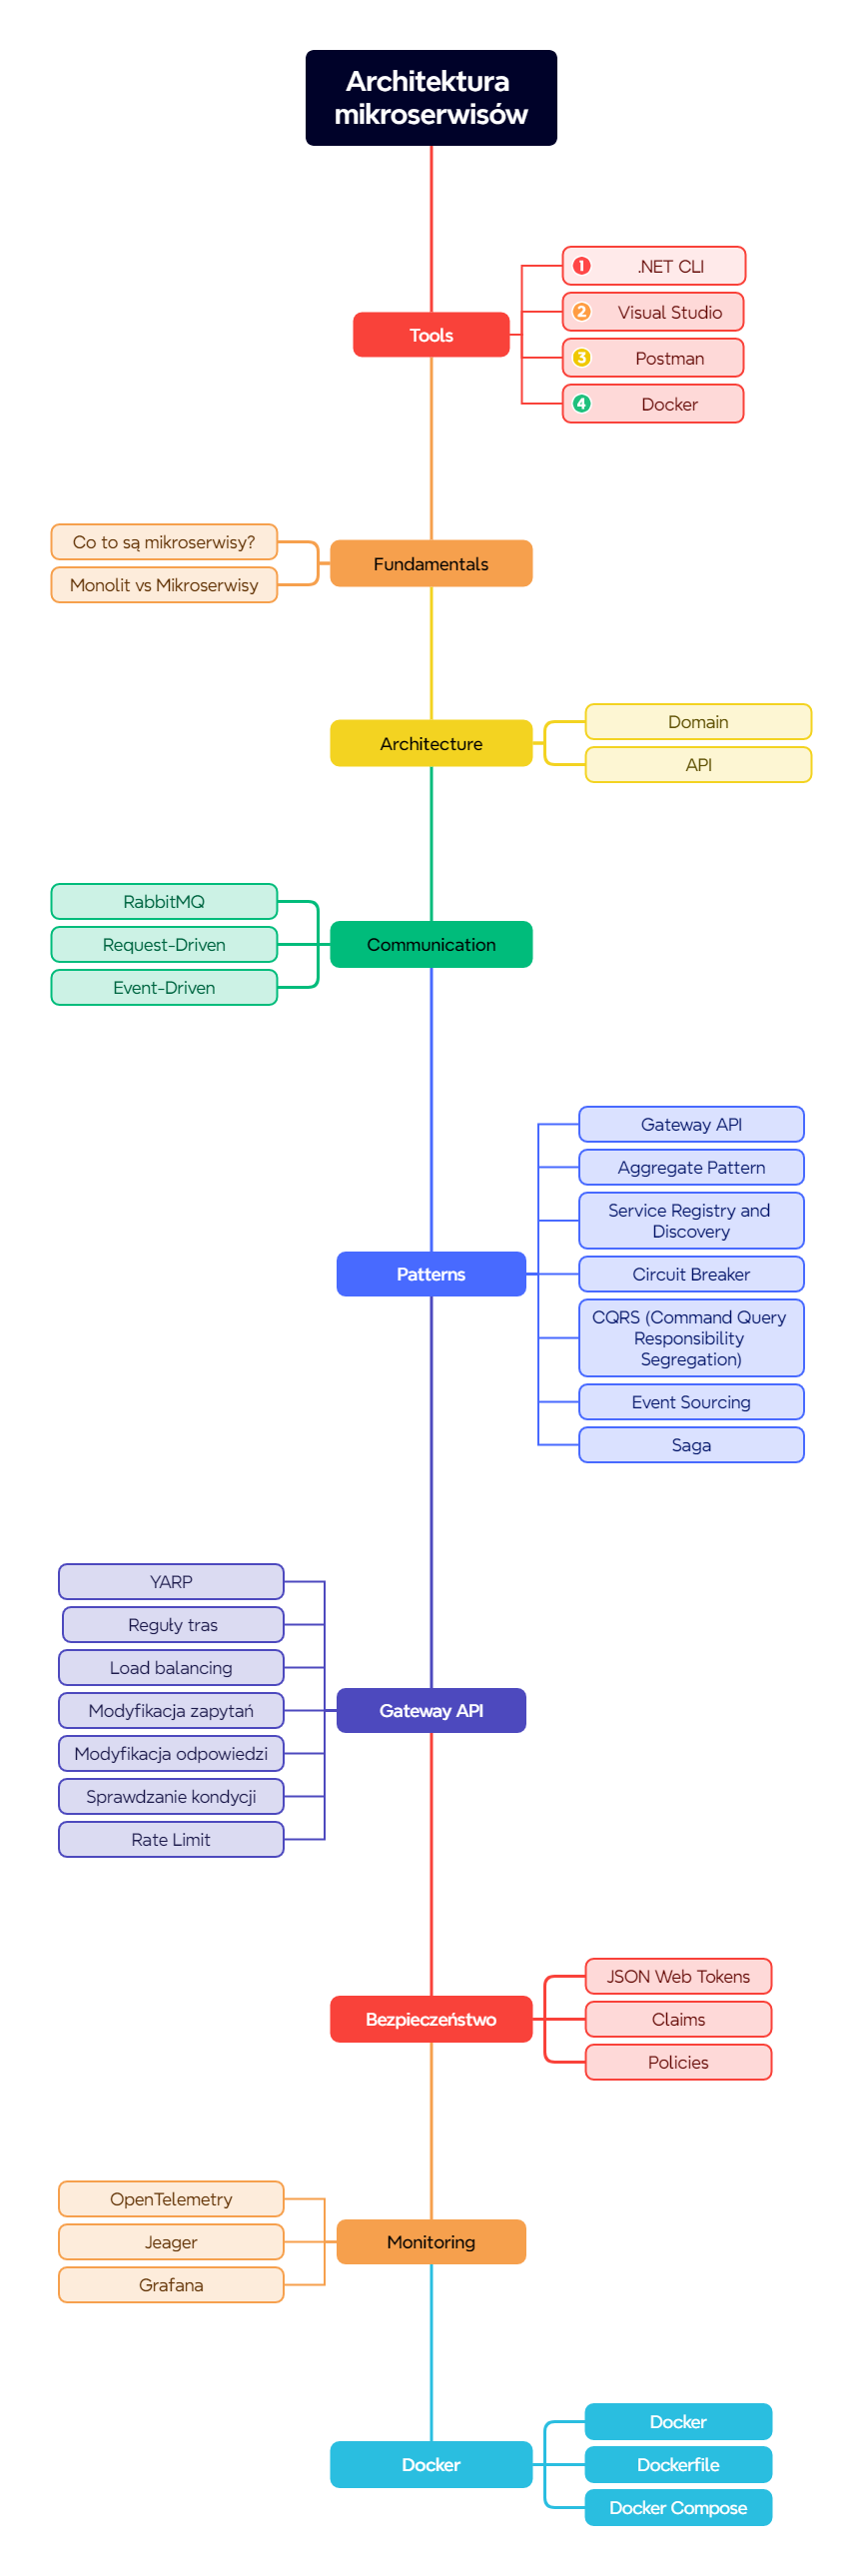 Architektura
mikroserwisów
Tools
1 .NET CLI
2 Visual Studio
3 Postman
4 Docker
Co to są mikroserwisy?
Monolit vs Mikroserwisy
Fundamentals
Architecture
Domain
API
RabbitMQ
Request-Driven
Event-Driven
Communication
Patterns
Gateway API
Aggregate Pattern
Service Registry and
Discovery
Circuit Breaker
CQRS (Command Query
Responsibility
Segregation)
Event Sourcing
Saga
YARP
Reguły tras
Load balancing
Modyfikacja zapytań
Modyfikacja odpowiedzi
Sprawdzanie kondycji
Rate Limit
Gateway API
Bezpieczeństwo
JSON Web Tokens
Claims
Policies
OpenTelemetry
Jeager
Grafana
Monitoring
Docker
Docker
Dockerfile
Docker Compose